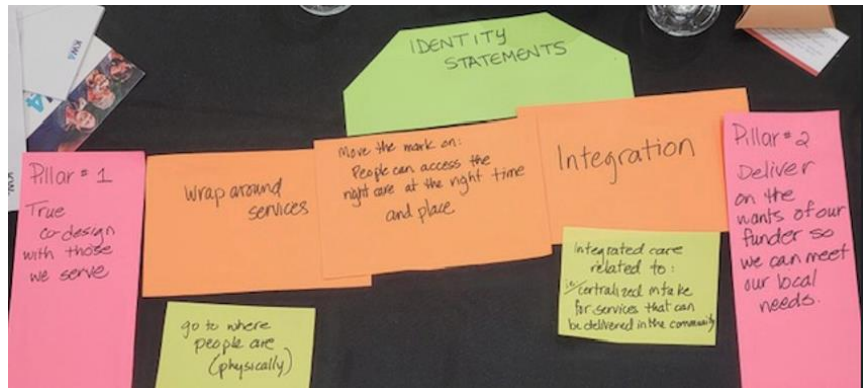 KW4
4
IDENTITY
STATEMENTS
Pillar # 1
True
co-design
with those
we serve
Wrap around
services
Move the mark on:
People can access the
right care at the right time
and place
Integration
Pillar # 2
Deliver
on the
wants of our
funder so
we can meet
our local
needs.
go to where
people are
(physically)
Integrated care
related to:
ie/centralized intake
for services that can
be delivered in the community